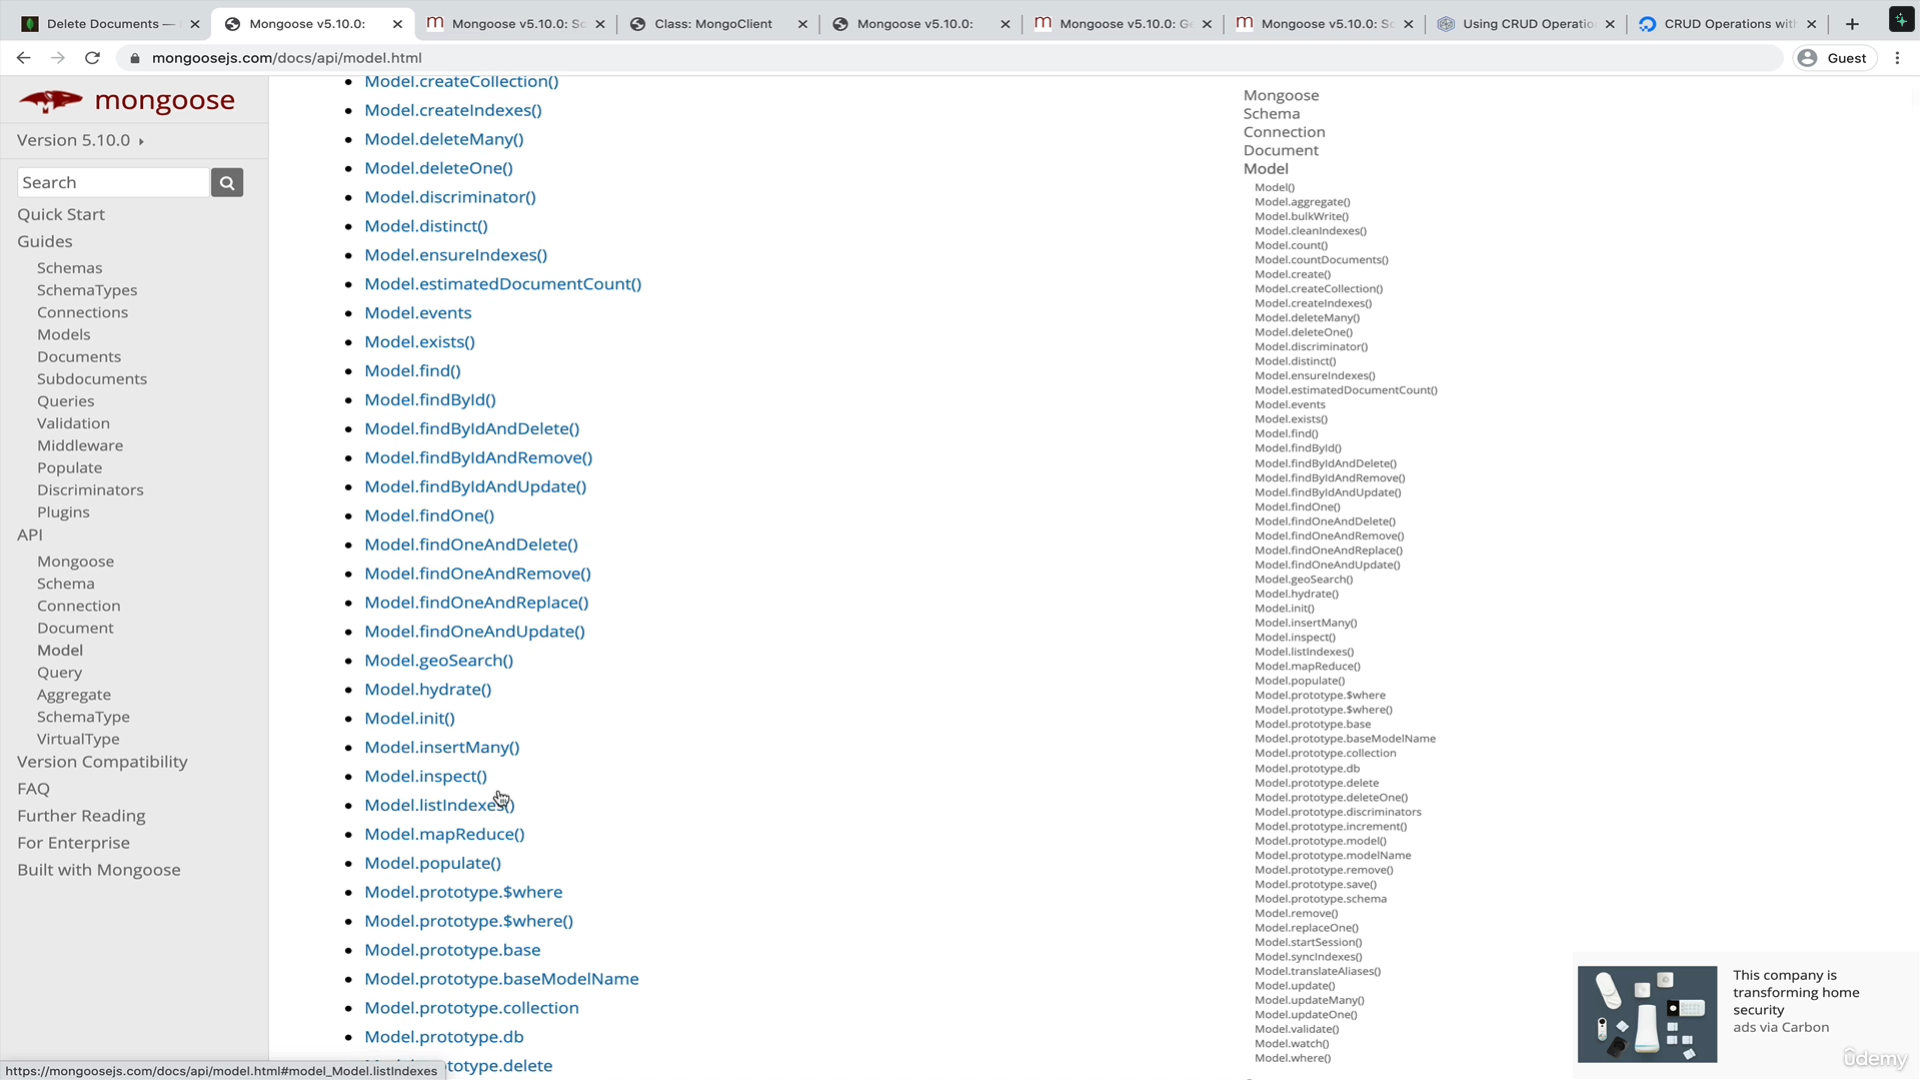 Delete Documents —
Mongoose v5.10.0:
Mongoose v5.10.0: Sc
Class: MongoClient
Mongoose v5.10.0:
Mongoose v5.10.0: Ge
Mongoose v5.10.0: Sc
Using CRUD Operatio
CRUD Operations with
mongoosejs.com/docs/api/model.html
Guest
mongoose
Version 5.10.0
Search
Quick Start
Guides
Schemas
SchemaTypes
Connections
Models
Documents
Subdocuments
Queries
Validation
Middleware
Populate
Discriminators
Plugins
API
Mongoose
Schema
Connection
Document
Model
Query
Aggregate
SchemaType
VirtualType
Version Compatibility
FAQ
Further Reading
For Enterprise
Built with Mongoose
Model.createCollection()
Model.createIndexes()
Model.deleteMany()
Model.deleteOne()
Model.discriminator()
Model.distinct()
Model.ensureIndexes()
Model.estimatedDocumentCount()
Model.events
Model.exists()
Model.find()
Model.findById()
Model.findByIdAndDelete()
Model.findByIdAndRemove()
Model.findByIdAndUpdate()
Model.findOne()
Model.findOneAndDelete()
Model.findOneAndRemove()
Model.findOneAndReplace()
Model.findOneAndUpdate()
Model.geoSearch()
Model.hydrate()
Model.init()
Model.insertMany()
Model.inspect()
Model.listIndexes()
Model.mapReduce()
Model.populate()
Model.prototype.$where
Model.prototype.$where()
Model.prototype.base
Model.prototype.baseModelName
Model.prototype.collection
Model.prototype.db
otype.delete
Mongoose
Schema
Connection
Document
Model
Model()
Model.aggregate()
Model.bulkWrite()
Model.cleanIndexes()
Model.count()
Model.countDocuments()
Model.create()
Model.createCollection()
Model.createIndexes()
Model.deleteMany()
Model.deleteOne()
Model.discriminator()
Model.distinct()
Model.ensureIndexes()
Model.estimatedDocumentCount()
Model.events
Model.exists()
Model.find()
Model.findById()
Model.findByIdAndDelete()
Model.findByIdAndRemove()
Model.findByIdAndUpdate()
Model.findOne()
Model.findOneAndDelete()
Model.findOneAndRemove()
Model.findOneAndReplace()
Model.findOneAndUpdate()
Model.geoSearch()
Model.hydrate()
Model.init()
Model.insertMany()
Model.inspect()
Model.listIndexes()
Model.mapReduce()
Model.populate()
Model.prototype.$where
Model.prototype.$where()
Model.prototype.base
Model.prototype.baseModelName
Model.prototype.collection
Model.prototype.db
Model.prototype.delete
Model.prototype.deleteOne()
Model.prototype.discriminators
Model.prototype.increment()
Model.prototype.model()
Model.prototype.modelName
Model.prototype.remove()
Model.prototype.save()
Model.prototype.schema
Model.remove()
Model.replaceOne()
Model.startSession()
Model.syncIndexes()
Model.translateAliases()
Model.update()
Model.updateMany()
Model.updateOne()
Model.validate()
Model.watch()
Model.where()
This company is
transforming home
security
ads via Carbon
ûdemy
https://mongoosejs.com/docs/api/model.html#model_Model.listIndexes